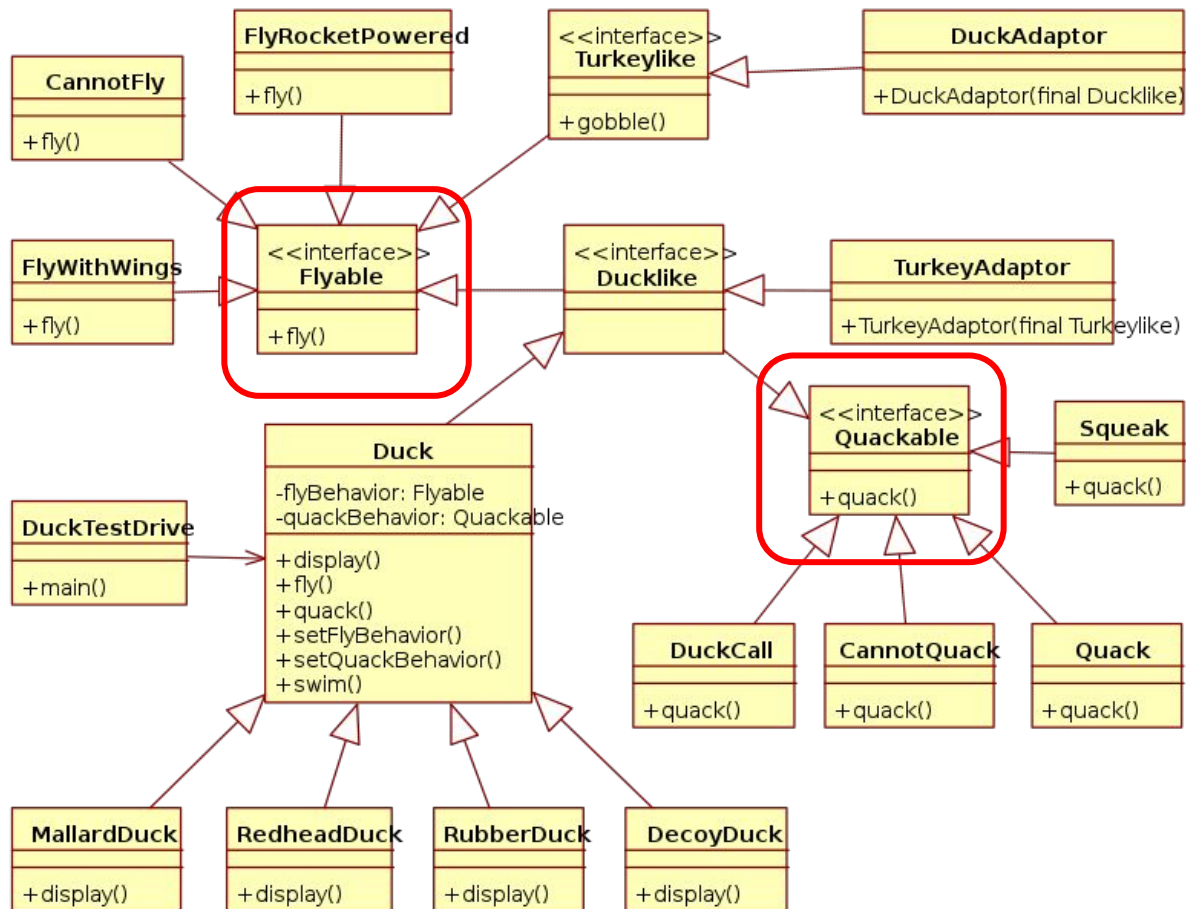 FlyRocketPowered
+fly()
<<interface>>
Turkeylike
+gobble()
DuckAdaptor
+DuckAdaptor(final Ducklike)
CannotFly
+fly()
FlyWithWings
+fly()
<<interface>>
Flyable
+fly()
<<interface>>
Ducklike
TurkeyAdaptor
+TurkeyAdaptor(final Turkeylike)
<<interface>>
Quackable
+quack()
Squeak
+quack()
Duck
-flyBehavior: Flyable
-quackBehavior: Quackable
+display()
+fly()
+quack()
+setFlyBehavior()
+setQuackBehavior()
+swim()
DuckTestDrive
+main()
DuckCall
+quack()
CannotQuack
+quack()
Quack
+quack()
MallardDuck
+display()
RedheadDuck
+display()
RubberDuck
+display()
DecoyDuck
+display()